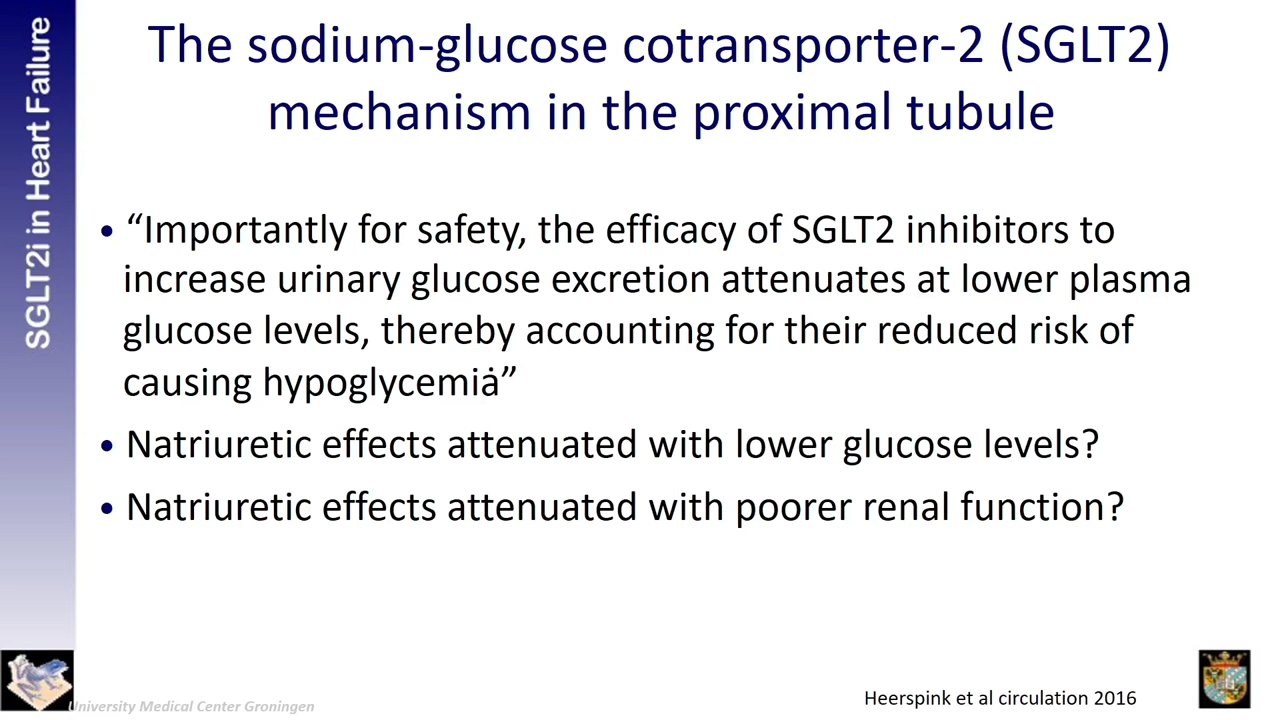 SGLT2i in Heart Failure
The sodium-glucose cotransporter-2 (SGLT2)
mechanism in the proximal tubule
• “Importantly for safety, the efficacy of SGLT2 inhibitors to
increase urinary glucose excretion attenuates at lower plasma
glucose levels, thereby accounting for their reduced risk of
causing hypoglycemiȧ”
• Natriuretic effects attenuated with lower glucose levels?
• Natriuretic effects attenuated with poorer renal function?
Heerspink et al circulation 2016
University Medical Center Groningen